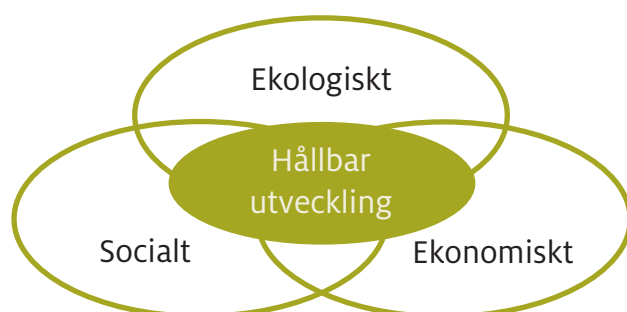 Ekologiskt
Hållbar
utveckling
Socialt
Ekonomiskt